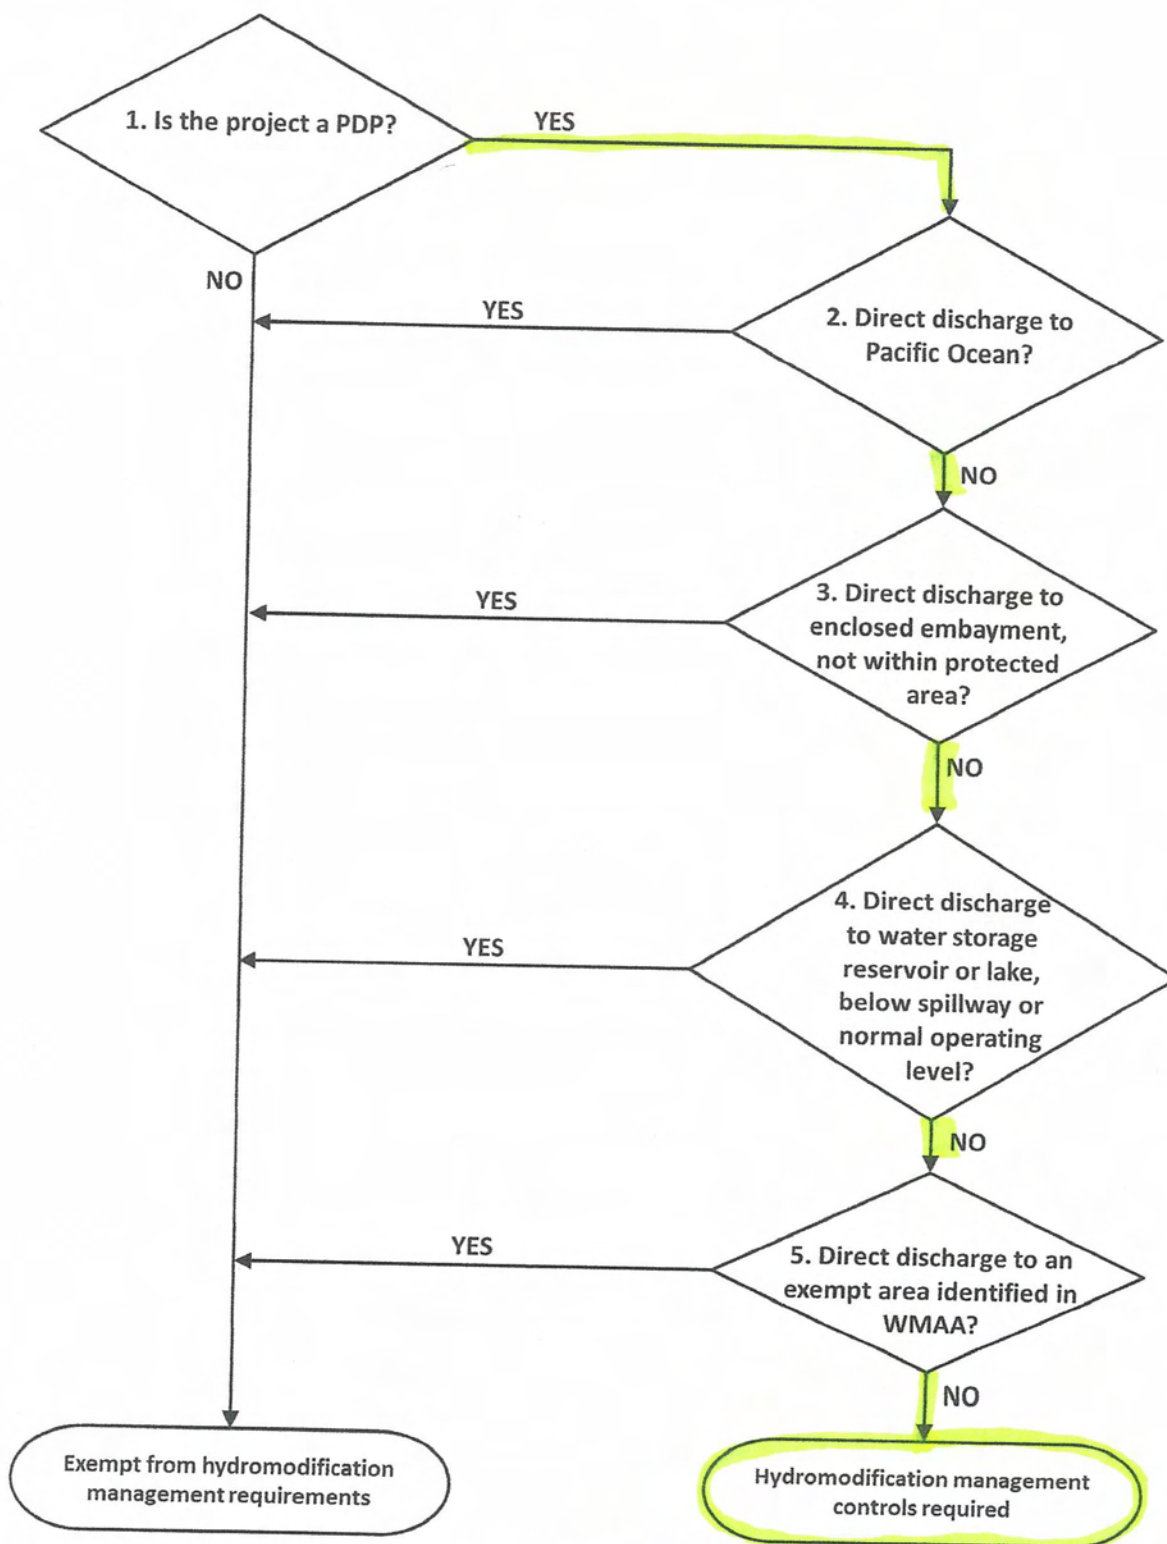 1. Is the project a PDP?
YES
NO
2. Direct discharge to
Pacific Ocean?
YES
NO
3. Direct discharge to
enclosed embayment,
not within protected
area?
YES
NO
4. Direct discharge
to water storage
reservoir or lake,
below spillway or
normal operating
level?
YES
NO
5. Direct discharge to an
exempt area identified in
WMAA?
YES
NO
Exempt from hydromodification
management requirements
Hydromodification management
controls required